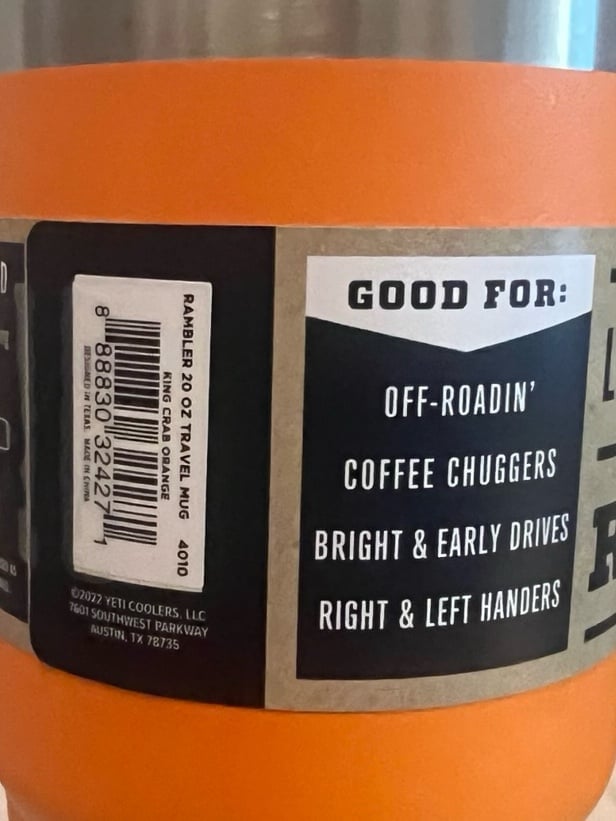 RAMBLER 20 OZ TRAVEL MUG 4010
KING CRAB ORANGE
8 88830 32427 1
DESIGNED IN TEXAS. MADE IN CHINA
©2022 YETI COOLERS, LLC
7601 SOUTHWEST PARKWAY
AUSTIN, TX 78735
GOOD FOR:
OFF-ROADIN'
COFFEE CHUGGERS
BRIGHT & EARLY DRIVES
RIGHT & LEFT HANDERS